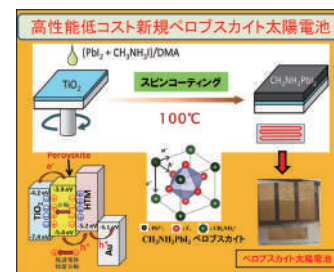 高性能低コスト新規ペロブスカイト太陽電池
(PbI₂ + CH₃NH₃I)/DMA
TiO₂
スピンコーティング
100℃
CH₃NH₃PbI₃
Perovskite
e⁻
TiO₂
HTM
Au
h⁺
CH₃NH₃PbI₃ ペロブスカイト
ペロブスカイト太陽電池